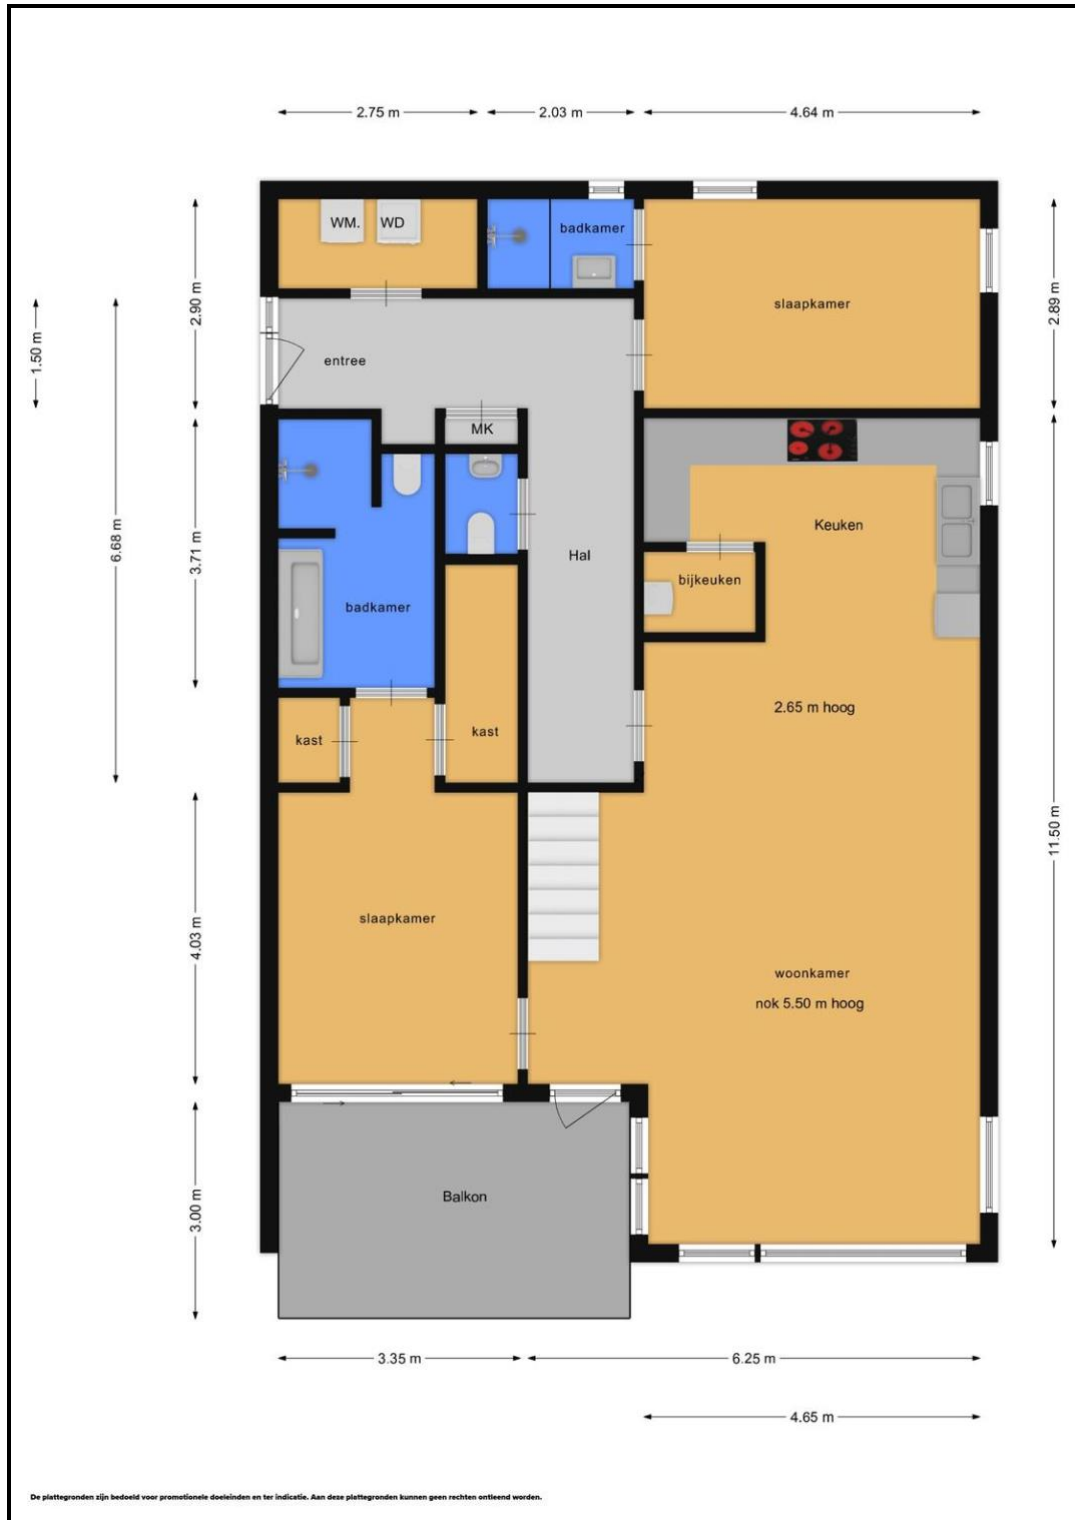 2.75 m
2.03 m
4.64 m
WM.
WD
badkamer
slaapkamer
2.90 m
2.89 m
1.50 m
entree
MK
6.68 m
3.71 m
Keuken
Hal
bijkeuken
badkamer
2.65 m hoog
kast
kast
11.50 m
slaapkamer
4.03 m
woonkamer
nok 5.50 m hoog
Balkon
3.00 m
3.35 m
6.25 m
4.65 m
De plattegronden zijn bedoeld voor promotionele doeleinden en ter indicatie. Aan deze plattegronden kunnen geen rechten ontleend worden.